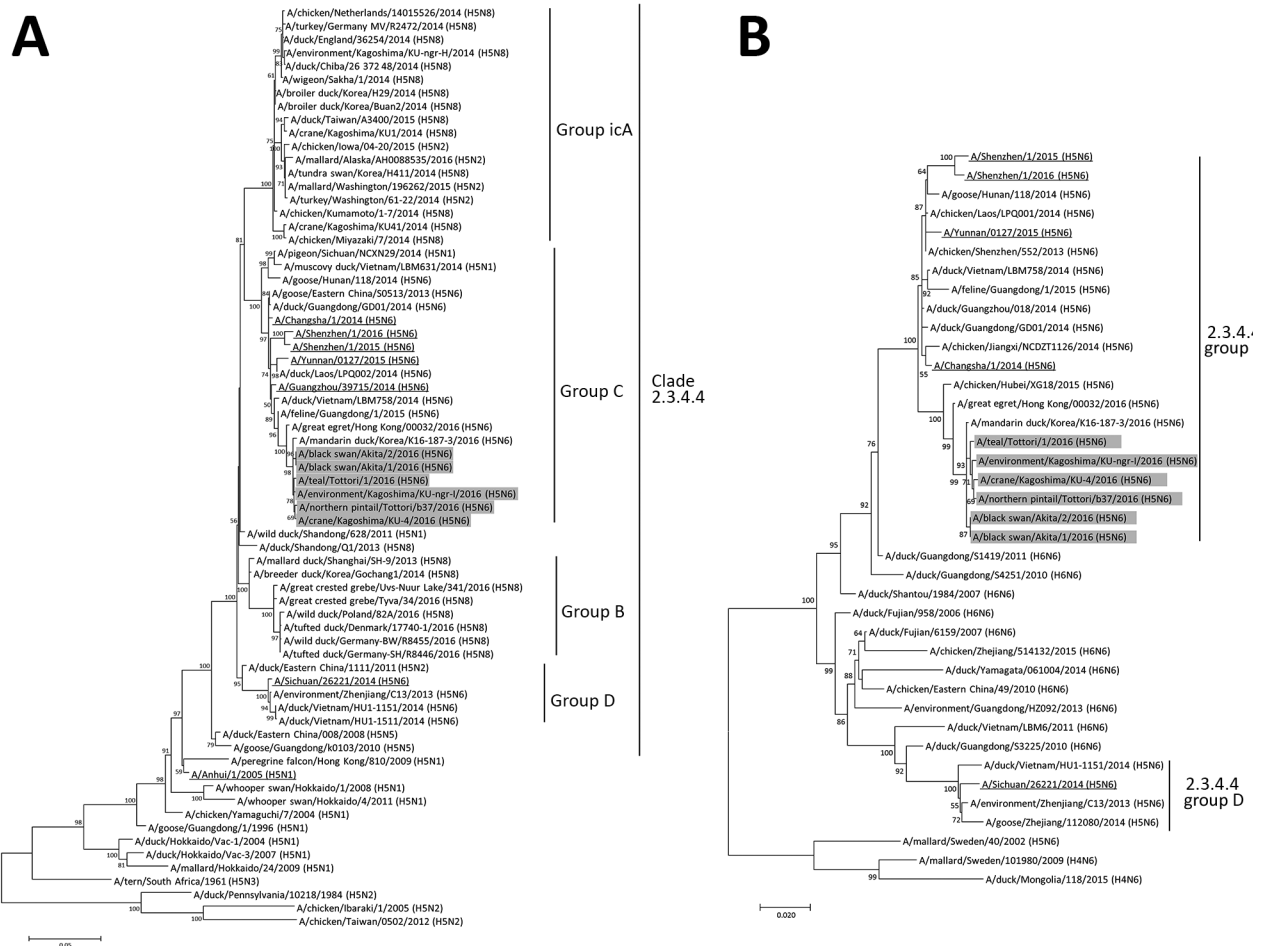 A
A/chicken/Netherlands/14015526/2014 (H5N8)
A/turkey/Germany MV/R2472/2014 (H5N8)
A/duck/England/36254/2014 (H5N8)
A/environment/Kagoshima/KU-ngr-H/2014 (H5N8)
A/duck/Chiba/26 372 48/2014 (H5N8)
A/wigeon/Sakha/1/2014 (H5N8)
A/broiler duck/Korea/H29/2014 (H5N8)
A/broiler duck/Korea/Buan2/2014 (H5N8)
A/duck/Taiwan/A3400/2015 (H5N8)
A/crane/Kagoshima/KU1/2014 (H5N8)
A/chicken/Iowa/04-20/2015 (H5N2)
A/mallard/Alaska/AH0088535/2016 (H5N2)
A/tundra swan/Korea/H411/2014 (H5N8)
A/mallard/Washington/196262/2015 (H5N2)
A/turkey/Washington/61-22/2014 (H5N2)
A/chicken/Kumamoto/1-7/2014 (H5N8)
A/crane/Kagoshima/KU41/2014 (H5N8)
A/chicken/Miyazaki/7/2014 (H5N8)
Group icA
A/pigeon/Sichuan/NCXN29/2014 (H5N1)
A/muscovy duck/Vietnam/LBM631/2014 (H5N1)
A/goose/Hunan/118/2014 (H5N6)
A/goose/Eastern China/S0513/2013 (H5N6)
A/duck/Guangdong/GD01/2014 (H5N6)
A/Changsha/1/2014 (H5N6)
A/Shenzhen/1/2016 (H5N6)
A/Shenzhen/1/2015 (H5N6)
A/Yunnan/0127/2015 (H5N6)
A/duck/Laos/LPQ002/2014 (H5N6)
A/Guangzhou/39715/2014 (H5N6)
A/duck/Vietnam/LBM758/2014 (H5N6)
A/feline/Guangdong/1/2015 (H5N6)
A/great egret/Hong Kong/00032/2016 (H5N6)
A/mandarin duck/Korea/K16-187-3/2016 (H5N6)
A/black swan/Akita/2/2016 (H5N6)
A/black swan/Akita/1/2016 (H5N6)
A/teal/Tottori/1/2016 (H5N6)
A/environment/Kagoshima/KU-ngr-I/2016 (H5N6)
A/northern pintail/Tottori/b37/2016 (H5N6)
A/crane/Kagoshima/KU-4/2016 (H5N6)
Group C
Clade
2.3.4.4
A/wild duck/Shandong/628/2011 (H5N1)
A/duck/Shandong/Q1/2013 (H5N8)
A/mallard duck/Shanghai/SH-9/2013 (H5N8)
A/breeder duck/Korea/Gochang1/2014 (H5N8)
A/great crested grebe/Uvs-Nuur Lake/341/2016 (H5N8)
A/great crested grebe/Tyva/34/2016 (H5N8)
A/wild duck/Poland/82A/2016 (H5N8)
A/tufted duck/Denmark/17740-1/2016 (H5N8)
A/wild duck/Germany-BW/R8455/2016 (H5N8)
A/tufted duck/Germany-SH/R8446/2016 (H5N8)
Group B
A/duck/Eastern China/1111/2011 (H5N2)
A/Sichuan/26221/2014 (H5N6)
A/environment/Zhenjiang/C13/2013 (H5N6)
A/duck/Vietnam/HU1-1151/2014 (H5N6)
A/duck/Vietnam/HU1-1511/2014 (H5N6)
Group D
A/duck/Eastern China/008/2008 (H5N5)
A/goose/Guangdong/k0103/2010 (H5N5)
A/peregrine falcon/Hong Kong/810/2009 (H5N1)
A/Anhui/1/2005 (H5N1)
A/whooper swan/Hokkaido/1/2008 (H5N1)
A/whooper swan/Hokkaido/4/2011 (H5N1)
A/chicken/Yamaguchi/7/2004 (H5N1)
A/goose/Guangdong/1/1996 (H5N1)
A/duck/Hokkaido/Vac-1/2004 (H5N1)
A/duck/Hokkaido/Vac-3/2007 (H5N1)
A/mallard/Hokkaido/24/2009 (H5N1)
A/tern/South Africa/1961 (H5N3)
A/duck/Pennsylvania/10218/1984 (H5N2)
A/chicken/Ibaraki/1/2005 (H5N2)
A/chicken/Taiwan/0502/2012 (H5N2)
B
A/Shenzhen/1/2015 (H5N6)
A/Shenzhen/1/2016 (H5N6)
A/goose/Hunan/118/2014 (H5N6)
A/chicken/Laos/LPQ001/2014 (H5N6)
A/Yunnan/0127/2015 (H5N6)
A/chicken/Shenzhen/552/2013 (H5N6)
A/duck/Vietnam/LBM758/2014 (H5N6)
A/feline/Guangdong/1/2015 (H5N6)
A/duck/Guangzhou/018/2014 (H5N6)
A/duck/Guangdong/GD01/2014 (H5N6)
A/chicken/Jiangxi/NCDZT1126/2014 (H5N6)
A/Changsha/1/2014 (H5N6)
A/chicken/Hubei/XG18/2015 (H5N6)
A/great egret/Hong Kong/00032/2016 (H5N6)
A/mandarin duck/Korea/K16-187-3/2016 (H5N6)
A/teal/Tottori/1/2016 (H5N6)
A/environment/Kagoshima/KU-ngr-I/2016 (H5N6)
A/crane/Kagoshima/KU-4/2016 (H5N6)
A/northern pintail/Tottori/b37/2016 (H5N6)
A/black swan/Akita/2/2016 (H5N6)
A/black swan/Akita/1/2016 (H5N6)
2.3.4.
group
A/duck/Guangdong/S1419/2011 (H6N6)
A/duck/Guangdong/S4251/2010 (H6N6)
A/duck/Shantou/1984/2007 (H6N6)
A/duck/Fujian/958/2006 (H6N6)
A/duck/Fujian/6159/2007 (H6N6)
A/chicken/Zhejiang/514132/2015 (H6N6)
A/duck/Yamagata/061004/2014 (H6N6)
A/chicken/Eastern China/49/2010 (H6N6)
A/environment/Guangdong/HZ092/2013 (H6N6)
A/duck/Vietnam/LBM6/2011 (H6N6)
A/duck/Guangdong/S3225/2010 (H6N6)
A/duck/Vietnam/HU1-1151/2014 (H5N6)
A/Sichuan/26221/2014 (H5N6)
A/environment/Zhenjiang/C13/2013 (H5N6)
A/goose/Zhejiang/112080/2014 (H5N6)
2.3.4.4
group D
A/mallard/Sweden/40/2002 (H5N6)
A/mallard/Sweden/101980/2009 (H4N6)
A/duck/Mongolia/118/2015 (H4N6)
0.020